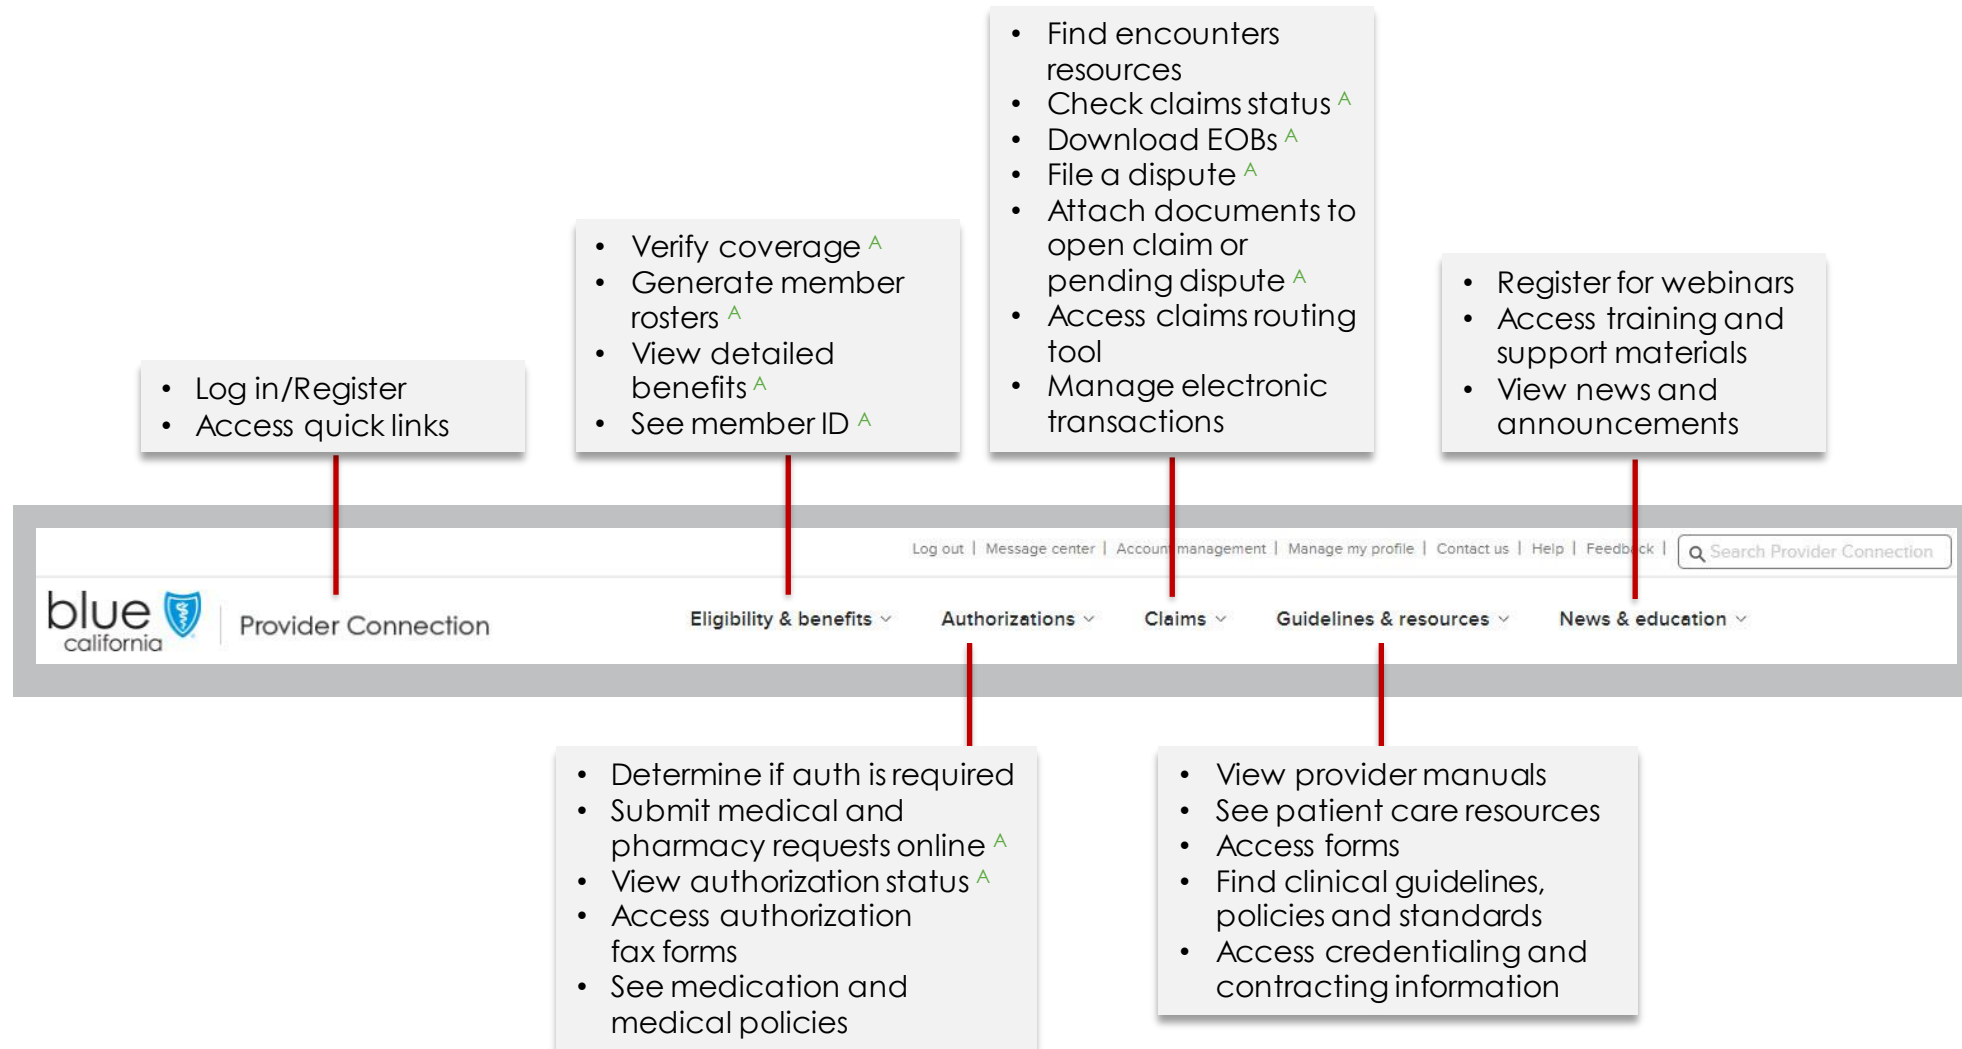 • Find encounters
resources
• Check claims status A
• Download EOBs A
• File a dispute A
• Attach documents to
open claim or
pending dispute A
• Access claims routing
tool
• Manage electronic
transactions
• Verify coverage A
• Generate member
rosters A
• View detailed
benefits A
• See member ID A
• Register for webinars
• Access training and
support materials
• View news and
announcements
• Log in/Register
• Access quick links
Log out | Message center | Account management | Manage my profile | Contact us | Help | Feedback |
Search Provider Connection
blue
california
Provider Connection
Eligibility & benefits
Authorizations
Claims
Guidelines & resources
News & education
• Determine if auth is required
• Submit medical and
pharmacy requests online A
• View authorization status A
• Access authorization
fax forms
• See medication and
medical policies
• View provider manuals
• See patient care resources
• Access forms
• Find clinical guidelines,
policies and standards
• Access credentialing and
contracting information